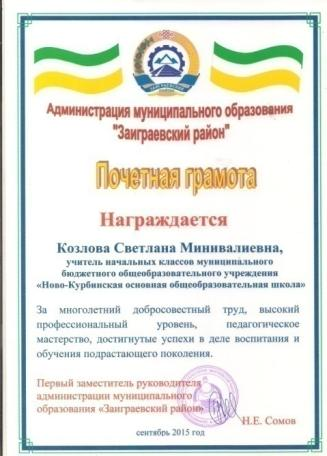 Администрация муниципального образования
"Заиграевский район"
Почетная грамота
Награждается
Козлова Светлана Минивалиевна,
учитель начальных классов муниципального
бюджетного общеобразовательного учреждения
«Ново-Курбинская основная общеобразовательная школа»
За многолетний добросовестный труд, высокий
профессиональный уровень, педагогическое
мастерство, достигнутые успехи в деле воспитания и
обучения подрастающего поколения.
Первый заместитель руководителя
администрации муниципального
образования «Заиграевский район»
Н.Е. Сомов
сентябрь 2015 год